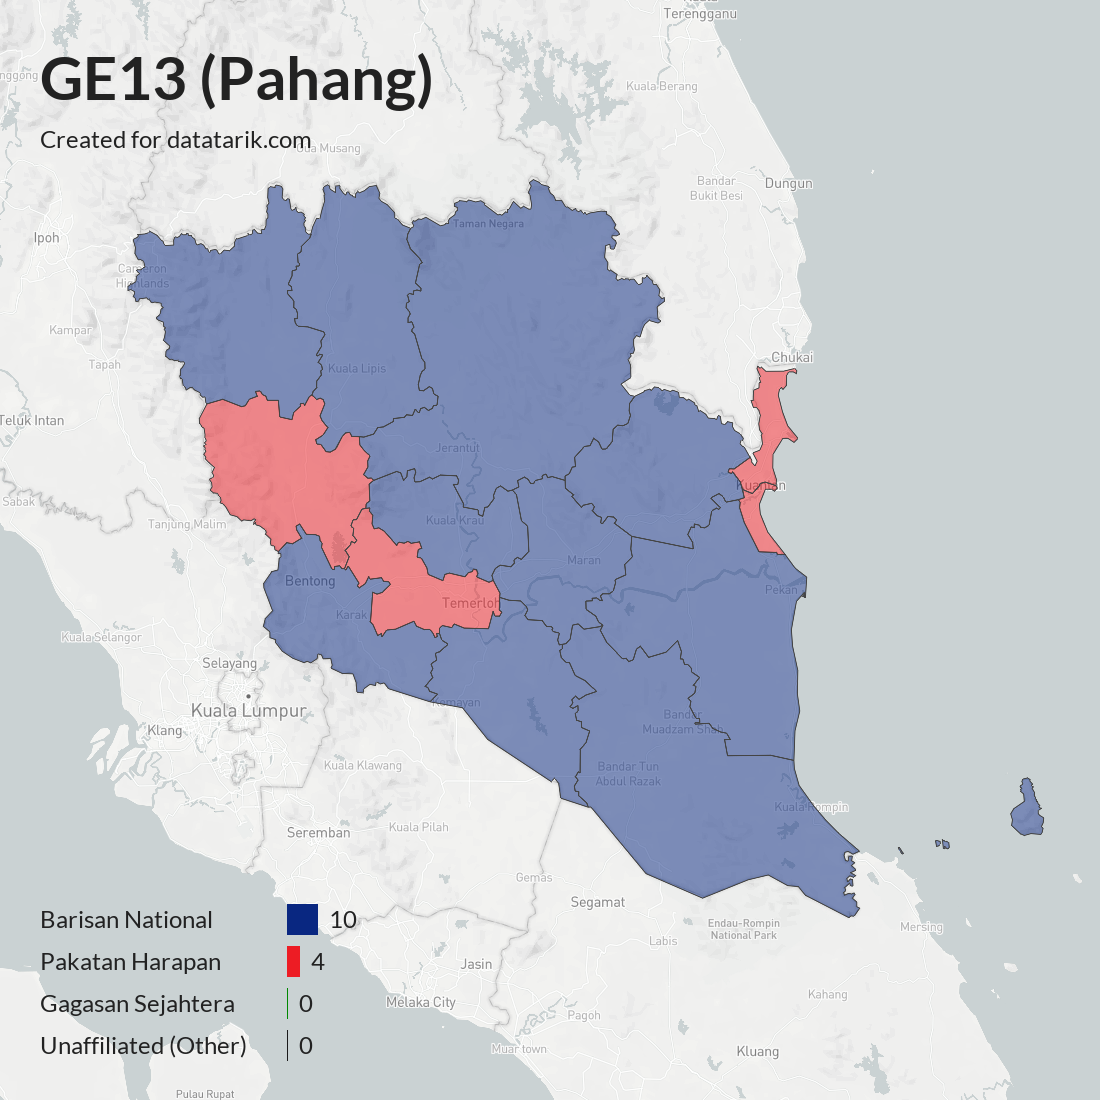 GE13 (Pahang)
Created for datatarik.com
Terengganu
Kuala Berang
Bandar
Bukit Besi
Dungun
Taman Negara
Ipoh
Cameron
Highlands
Kampar
Tapah
Kuala Lipis
Chukai
Teluk Intan
Jerantut
Kuantan
Sabak
Tanjung Malim
Kuala Krau
Maran
Bentong
Pekan
Temerloh
Karak
Kuala Selangor
Selayang
Kuala Lumpur
Kemayan
Klang
Bandar
Muadzam Shah
Kuala Klawang
Bandar Tun
Abdul Razak
Kuala Rompin
Seremban
Kuala Pilah
Gemas
Segamat
Endau-Rompin
National Park
Mersing
Labis
Barisan National 10
Pakatan Harapan 4
Gagasan Sejahtera 0
Unaffiliated (Other) 0
Jasin
Melaka City
Kahang
Pagoh
Muar town
Kluang
Pulau Rupat